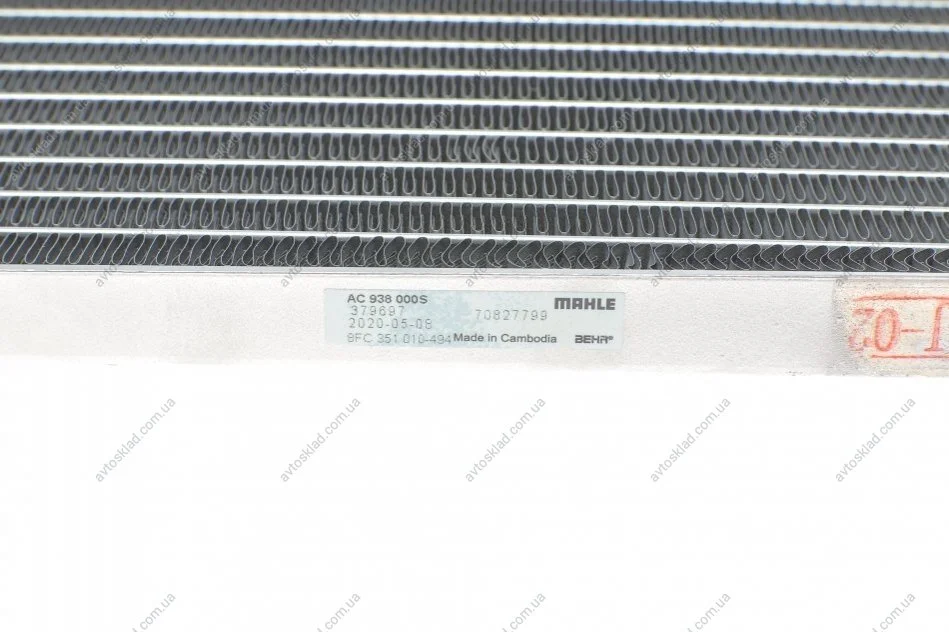 AC 938 000S
MAHLE
379697
70827799
2020-05-08
8FC 351 010-494 Made in Cambodia
BEHR®
avtosklad.com.ua